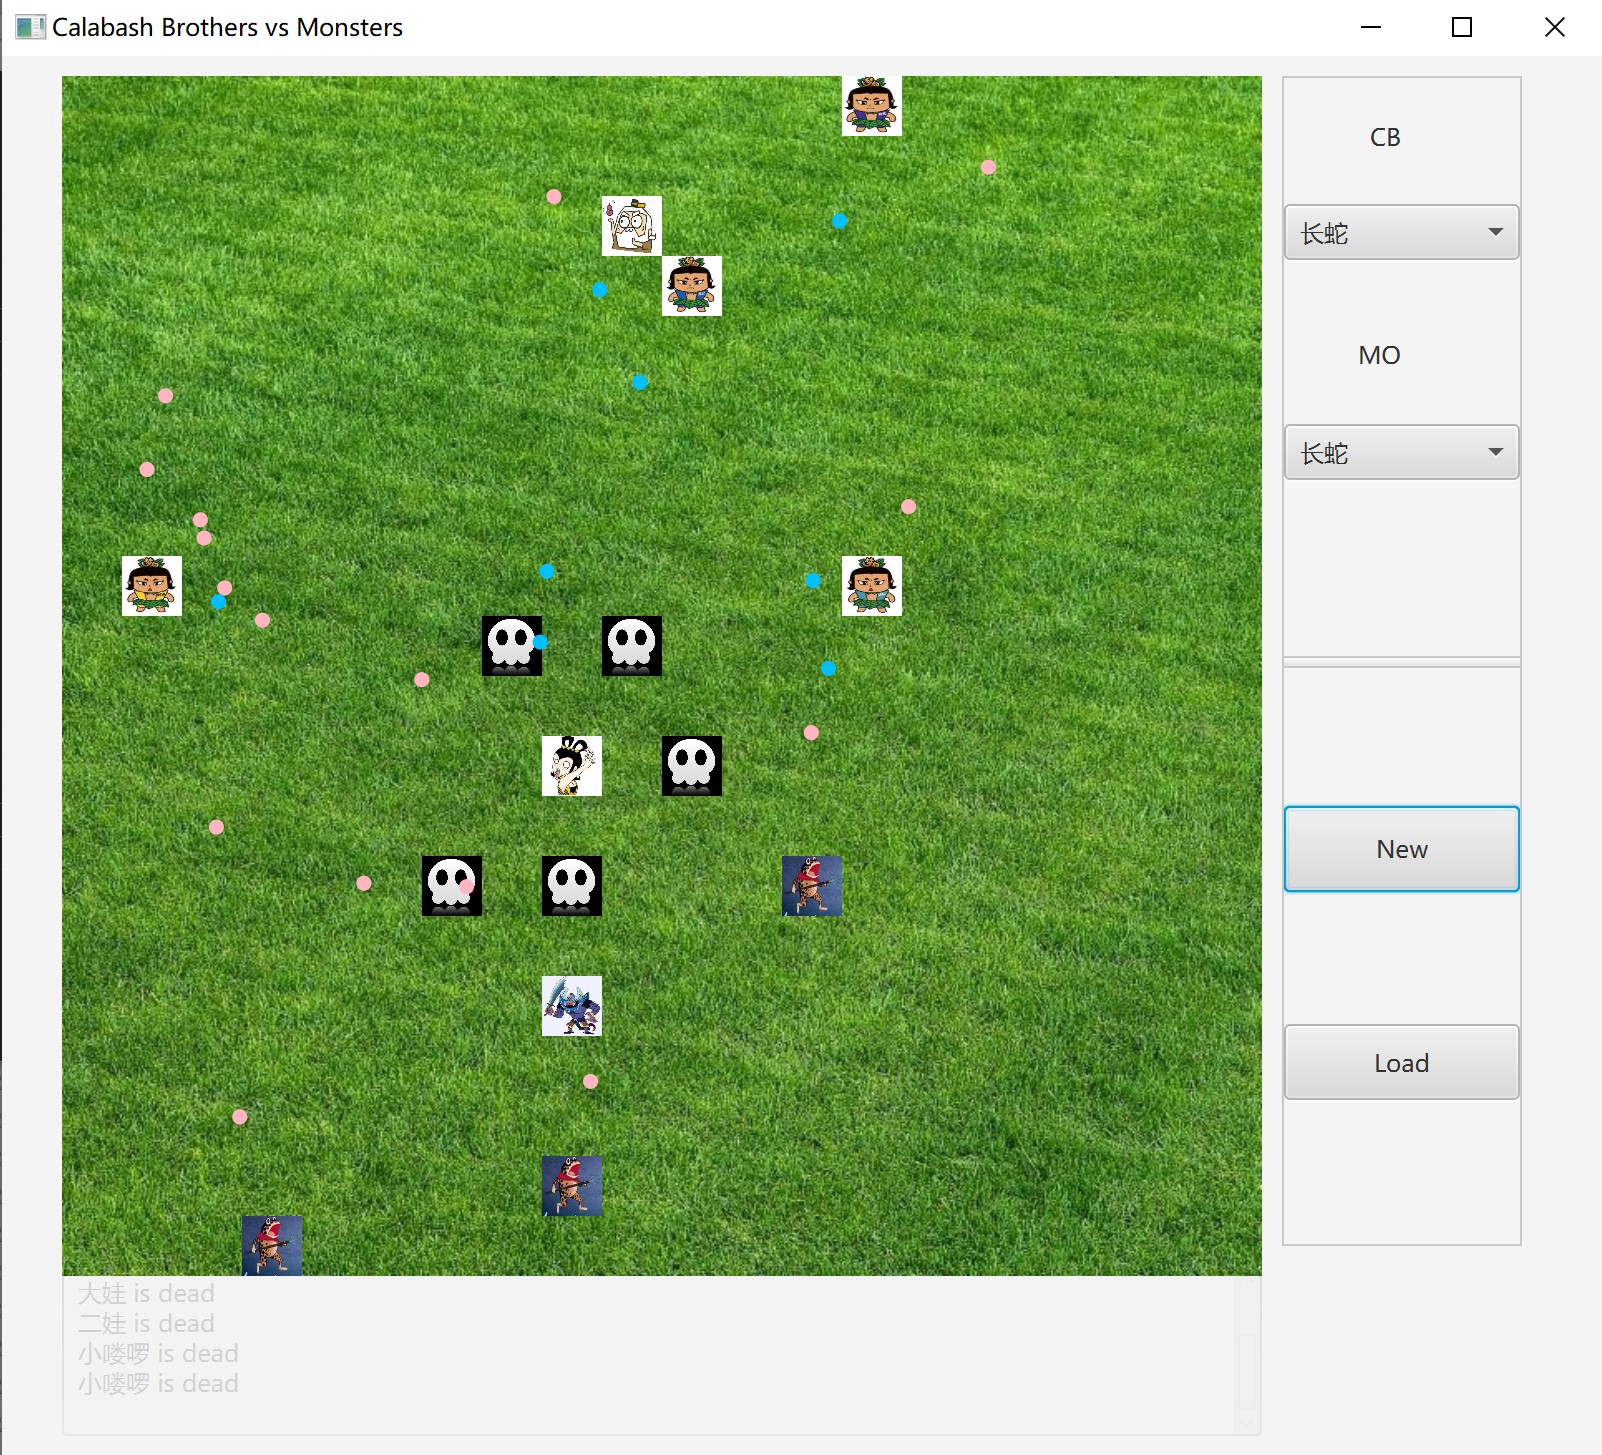 Calabash Brothers vs Monsters
CB
长蛇
MO
长蛇
New
Load
大娃 is dead
二娃 is dead
小喽啰 is dead
小喽啰 is dead